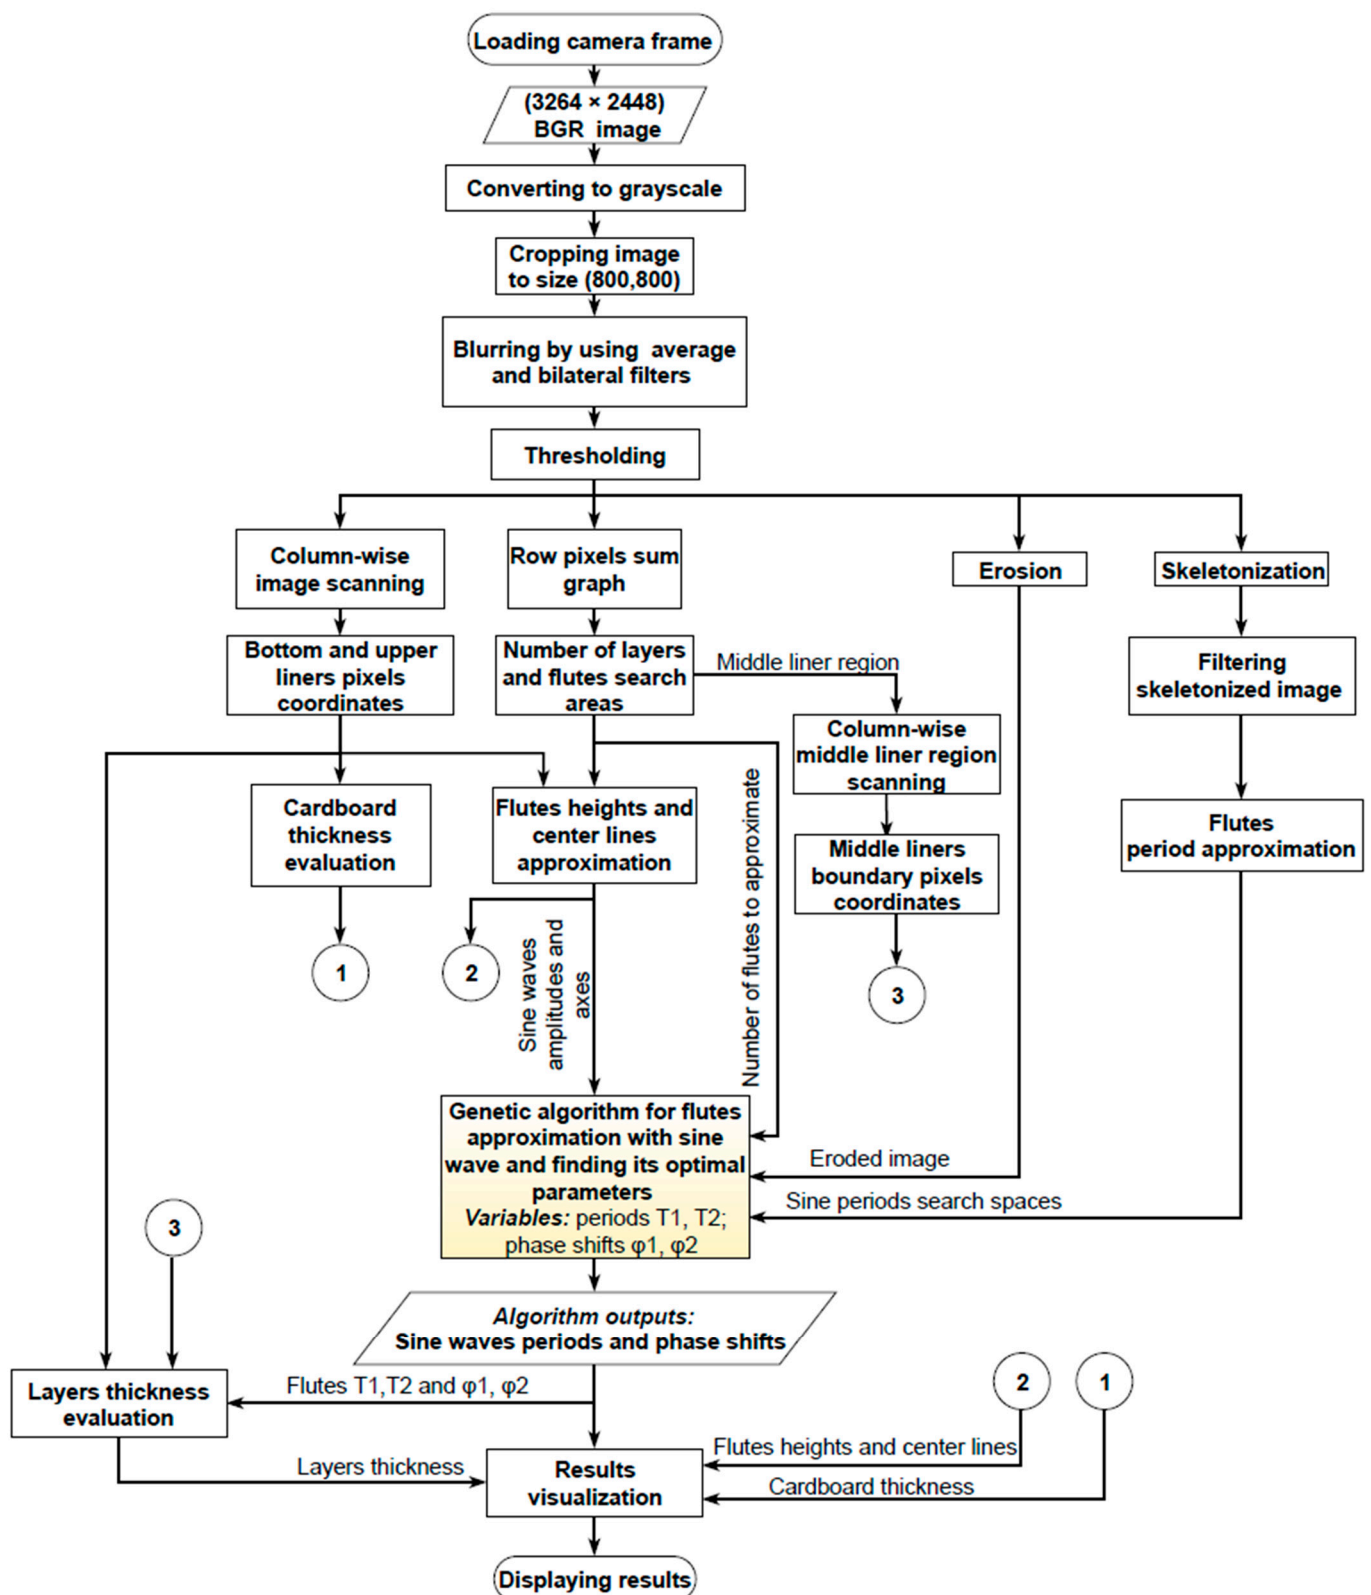 Loading camera frame
(3264 × 2448)
BGR image
Converting to grayscale
Cropping image
to size (800,800)
Blurring by using average
and bilateral filters
Thresholding
Column-wise
image scanning
Row pixels sum
graph
Erosion
Skeletonization
Bottom and upper
liners pixels
coordinates
Number of layers
and flutes search
areas
Middle liner region
Filtering
skeletonized image
Column-wise
middle liner region
scanning
Cardboard
thickness
evaluation
Flutes heights and
center lines
approximation
Number of flutes to approximate
Middle liners
boundary pixels
coordinates
Flutes
period approximation
1
2
Sine waves
amplitudes and
axes
3
Genetic algorithm for flutes
approximation with sine
wave and finding its optimal
parameters
Variables: periods T1, T2;
phase shifts φ1, φ2
Eroded image
Sine periods search spaces
3
Algorithm outputs:
Sine waves periods and phase shifts
Layers thickness
evaluation
Flutes T1,T2 and φ1, φ2
2
1
Flutes heights and center lines
Layers thickness
Results
visualization
Cardboard thickness
Displaying results